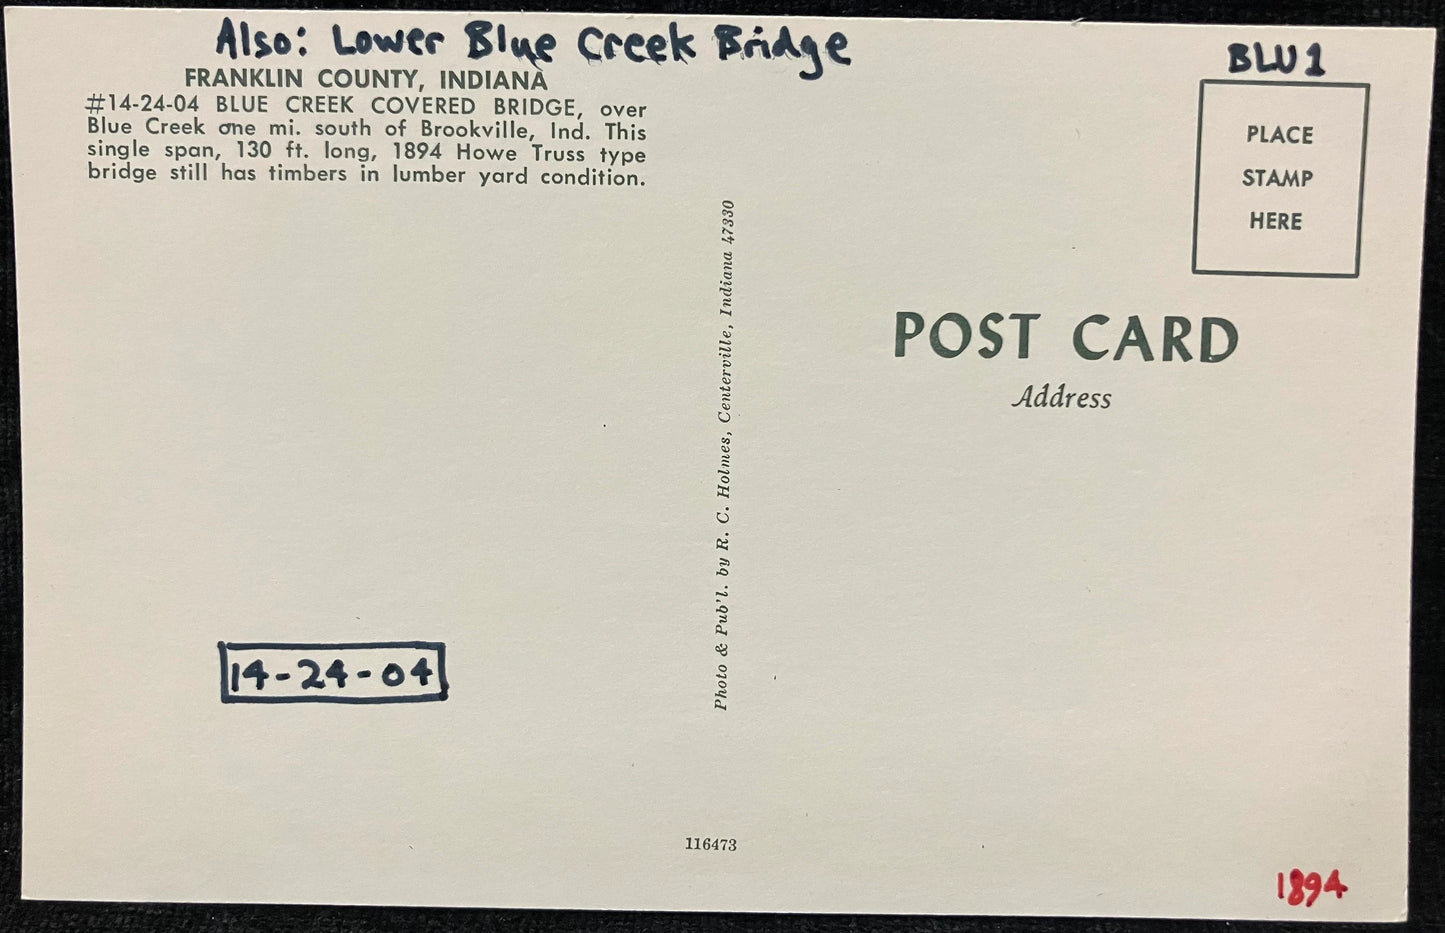 Also: Lower Blue Creek Bridge
BLU1
FRANKLIN COUNTY, INDIANA
#14-24-04 BLUE CREEK COVERED BRIDGE, over
Blue Creek one mi. south of Brookville, Ind. This
single span, 130 ft. long, 1894 Howe Truss type
bridge still has timbers in lumber yard condition.
PLACE
STAMP
HERE
Photo & Pub'l. by R. C. Holmes, Centerville, Indiana 47330
POST CARD
Address
14-24-04
116473
1894